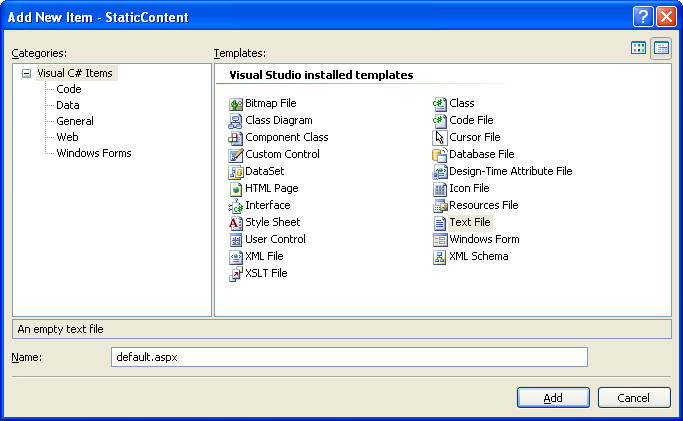 Add New Item - StaticContent
Categories:
Templates:
Visual C# Items
Code
Data
General
Web
Windows Forms
Visual Studio installed templates
Bitmap File
Class Diagram
Component Class
Custom Control
DataSet
HTML Page
Interface
Style Sheet
User Control
XML File
XSLT File
Class
Code File
Cursor File
Database File
Design-Time Attribute File
Icon File
Resources File
Text File
Windows Form
XML Schema
An empty text file
Name:
default.aspx
Add
Cancel